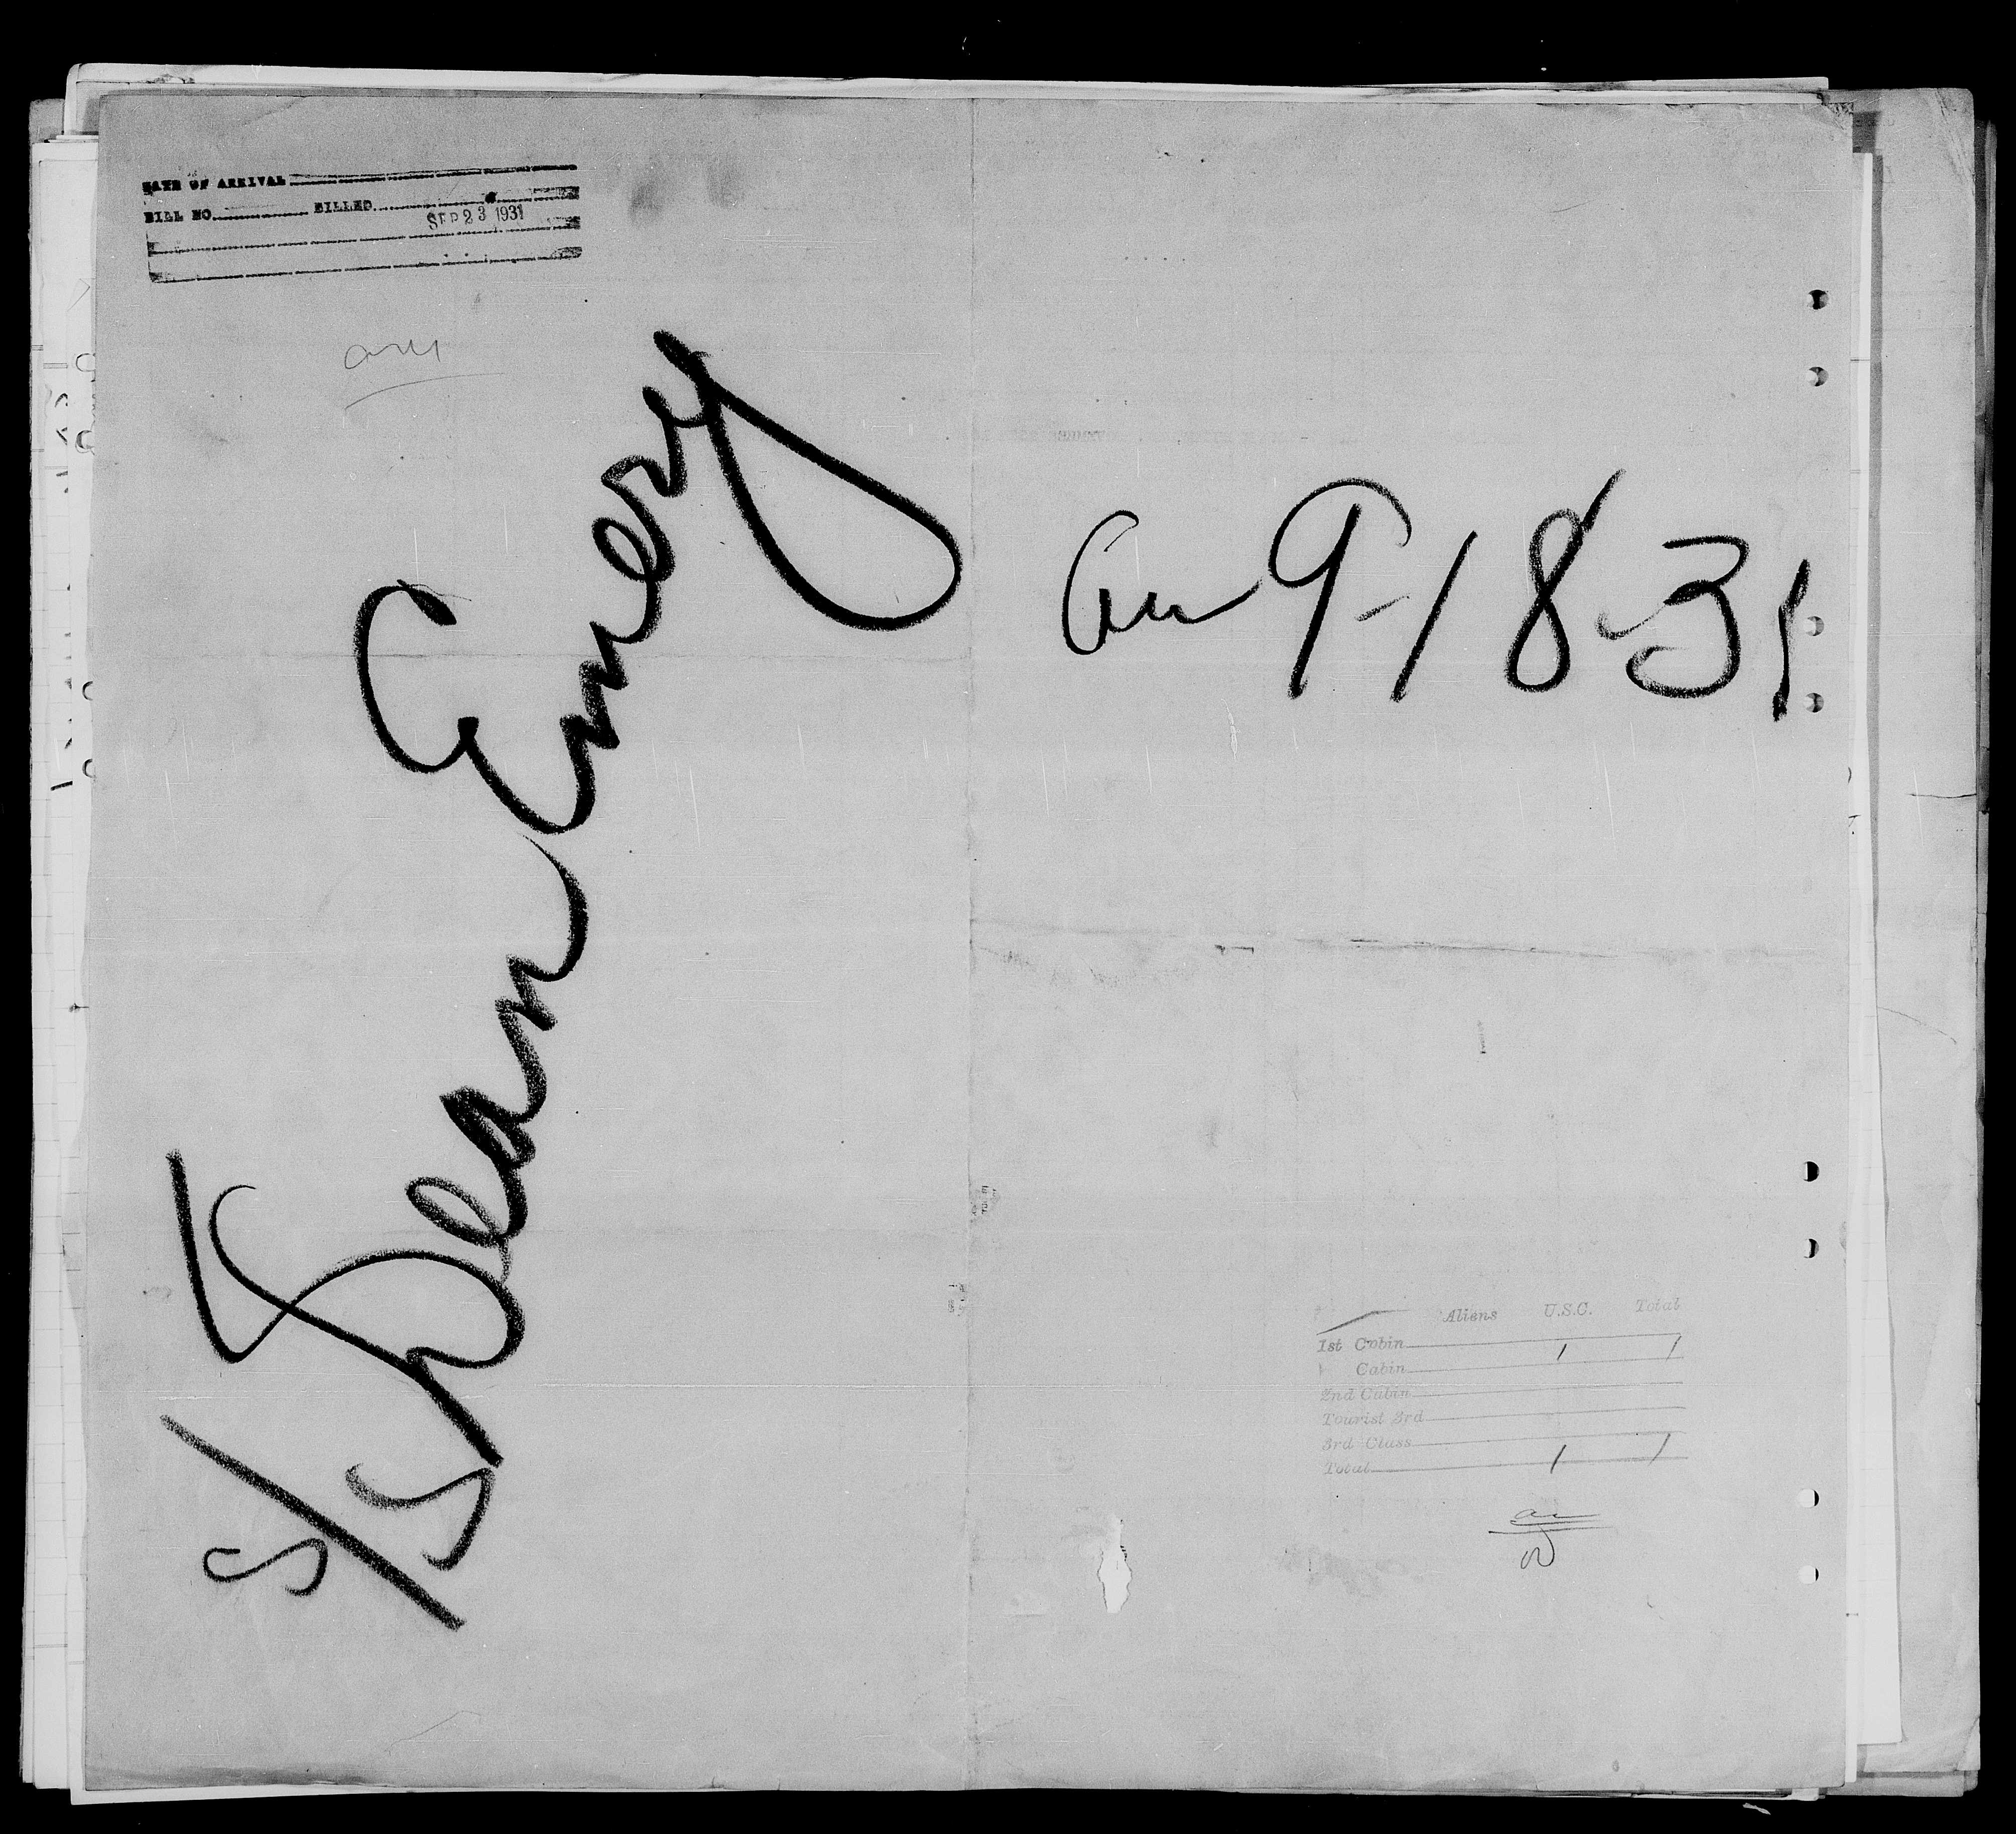 DATE OF ARRIVAL
BILL NO. BILLED
SEP 23 1931
S/S Dean Emery
9-18-31
Aliens U.S.C. Total
1st Cabin 1 1
Cabin
2nd Cabin
Tourist 3rd
3rd Class
Total 1 1